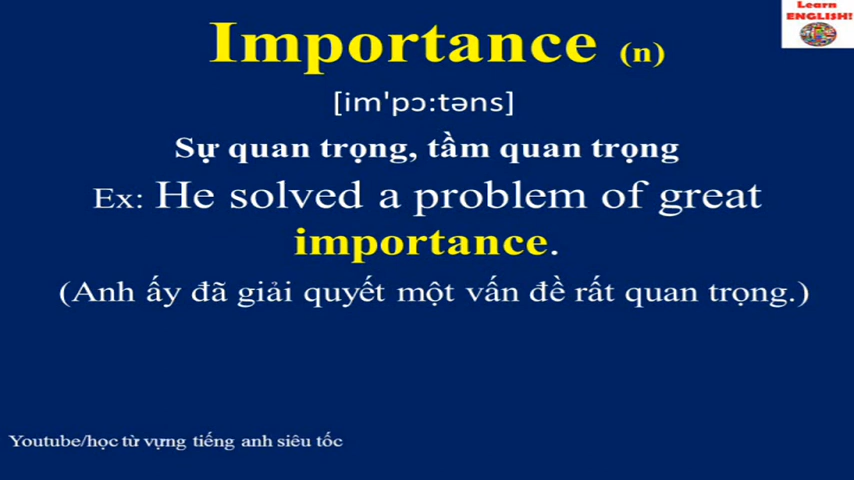 Learn
ENGLISH!
Importance (n)
[im'pɔ:təns]
Sự quan trọng, tầm quan trọng
Ex: He solved a problem of great
importance.
(Anh ấy đã giải quyết một vấn đề rất quan trọng.)
Youtube/học từ vựng tiếng anh siêu tốc